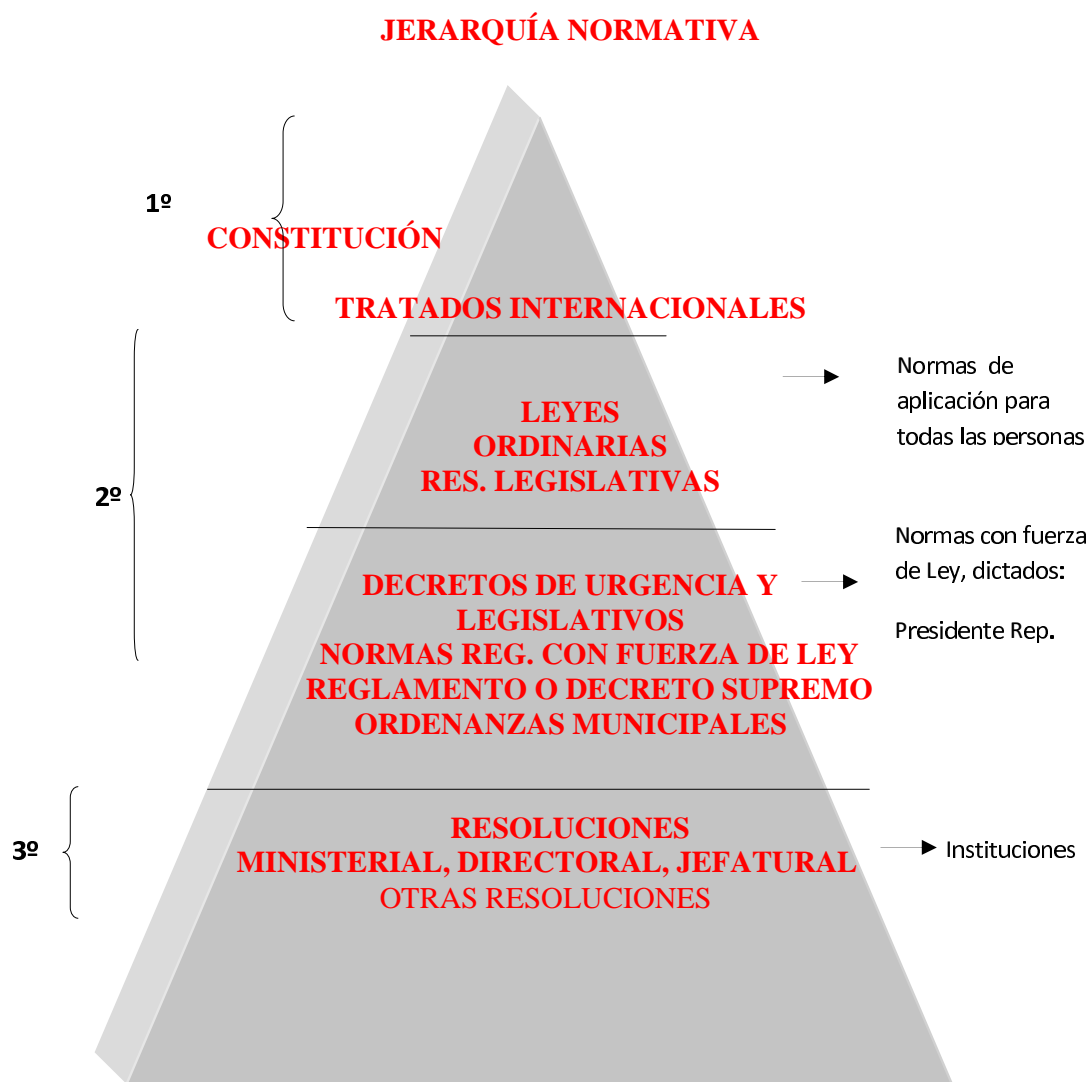 JERARQUÍA NORMATIVA
1º
CONSTITUCIÓN
TRATADOS INTERNACIONALES
2º
LEYES
ORDINARIAS
RES. LEGISLATIVAS
Normas de
aplicación para
todas las personas
DECRETOS DE URGENCIA Y
LEGISLATIVOS
NORMAS REG. CON FUERZA DE LEY
REGLAMENTO O DECRETO SUPREMO
ORDENANZAS MUNICIPALES
Normas con fuerza
de Ley, dictados:
Presidente Rep.
3º
RESOLUCIONES
MINISTERIAL, DIRECTORAL, JEFATURAL
OTRAS RESOLUCIONES
Instituciones